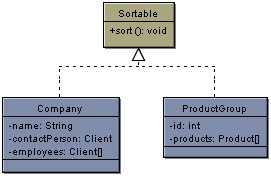 Sortable
+sort(): void
Company
-name: String
-contactPerson: Client
-employees: Client[]
ProductGroup
-id: int
-products: Product[]